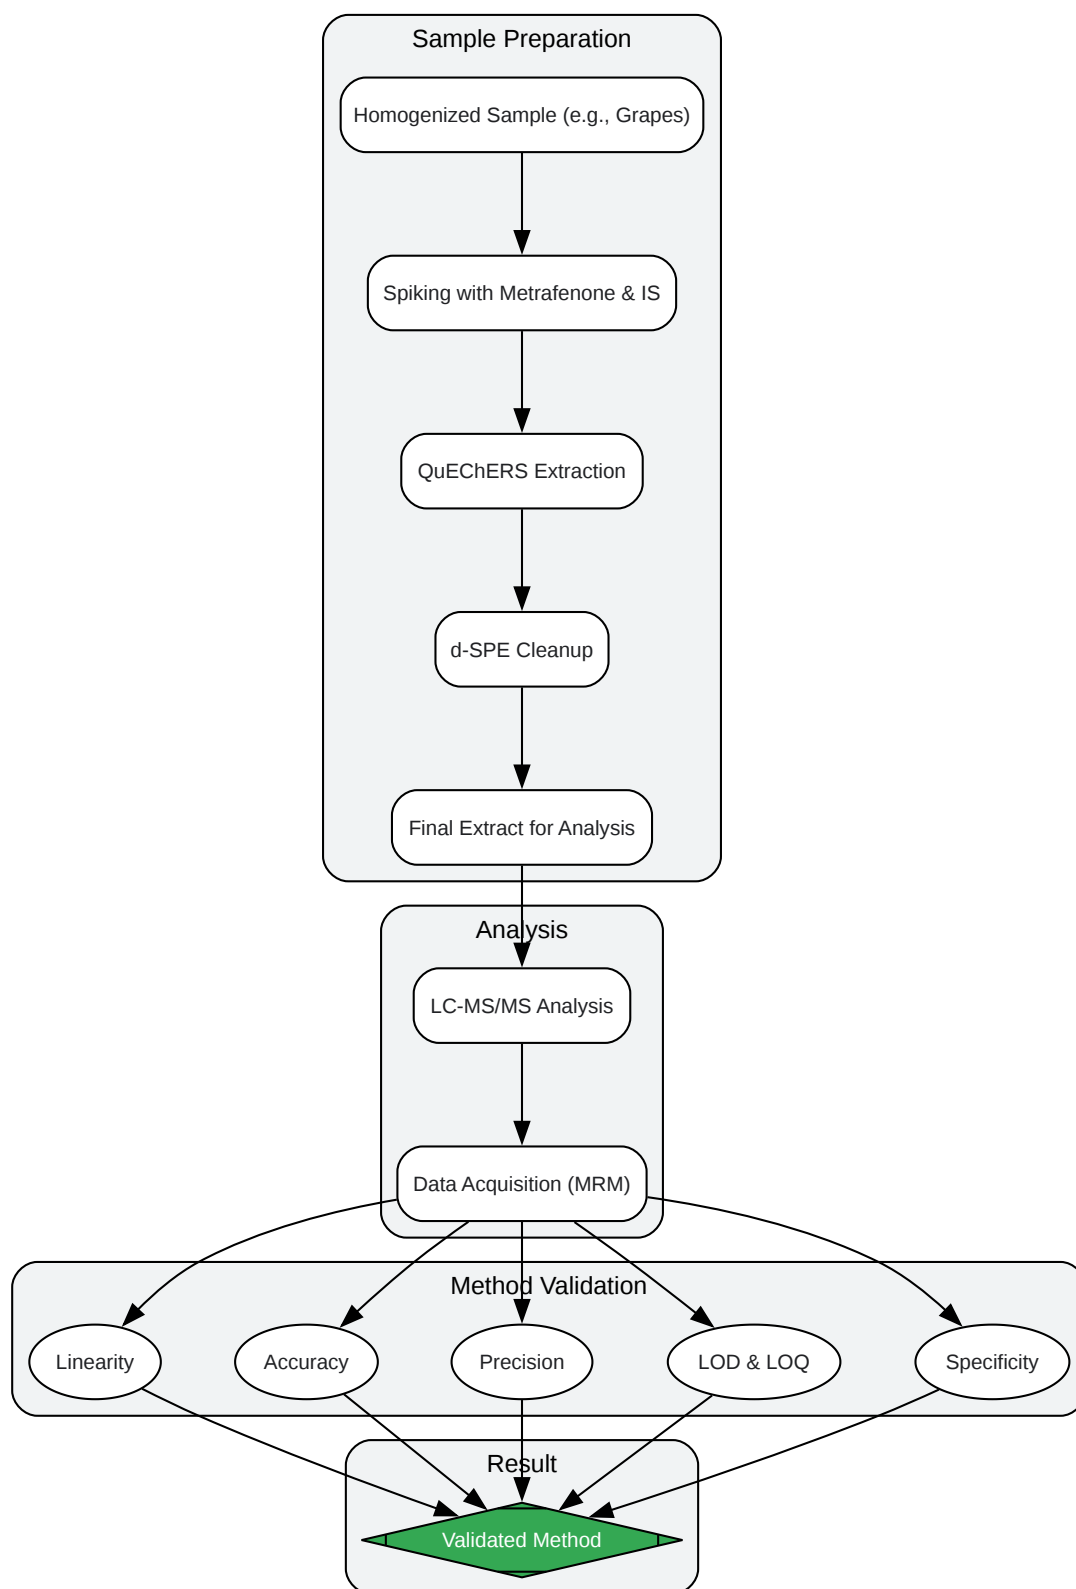 Sample Preparation
Homogenized Sample (e.g., Grapes)
Spiking with Metrafenone & IS
QuEChERS Extraction
d-SPE Cleanup
Final Extract for Analysis
Analysis
LC-MS/MS Analysis
Data Acquisition (MRM)
Method Validation
Linearity
Accuracy
Precision
LOD & LOQ
Specificity
Result
Validated Method